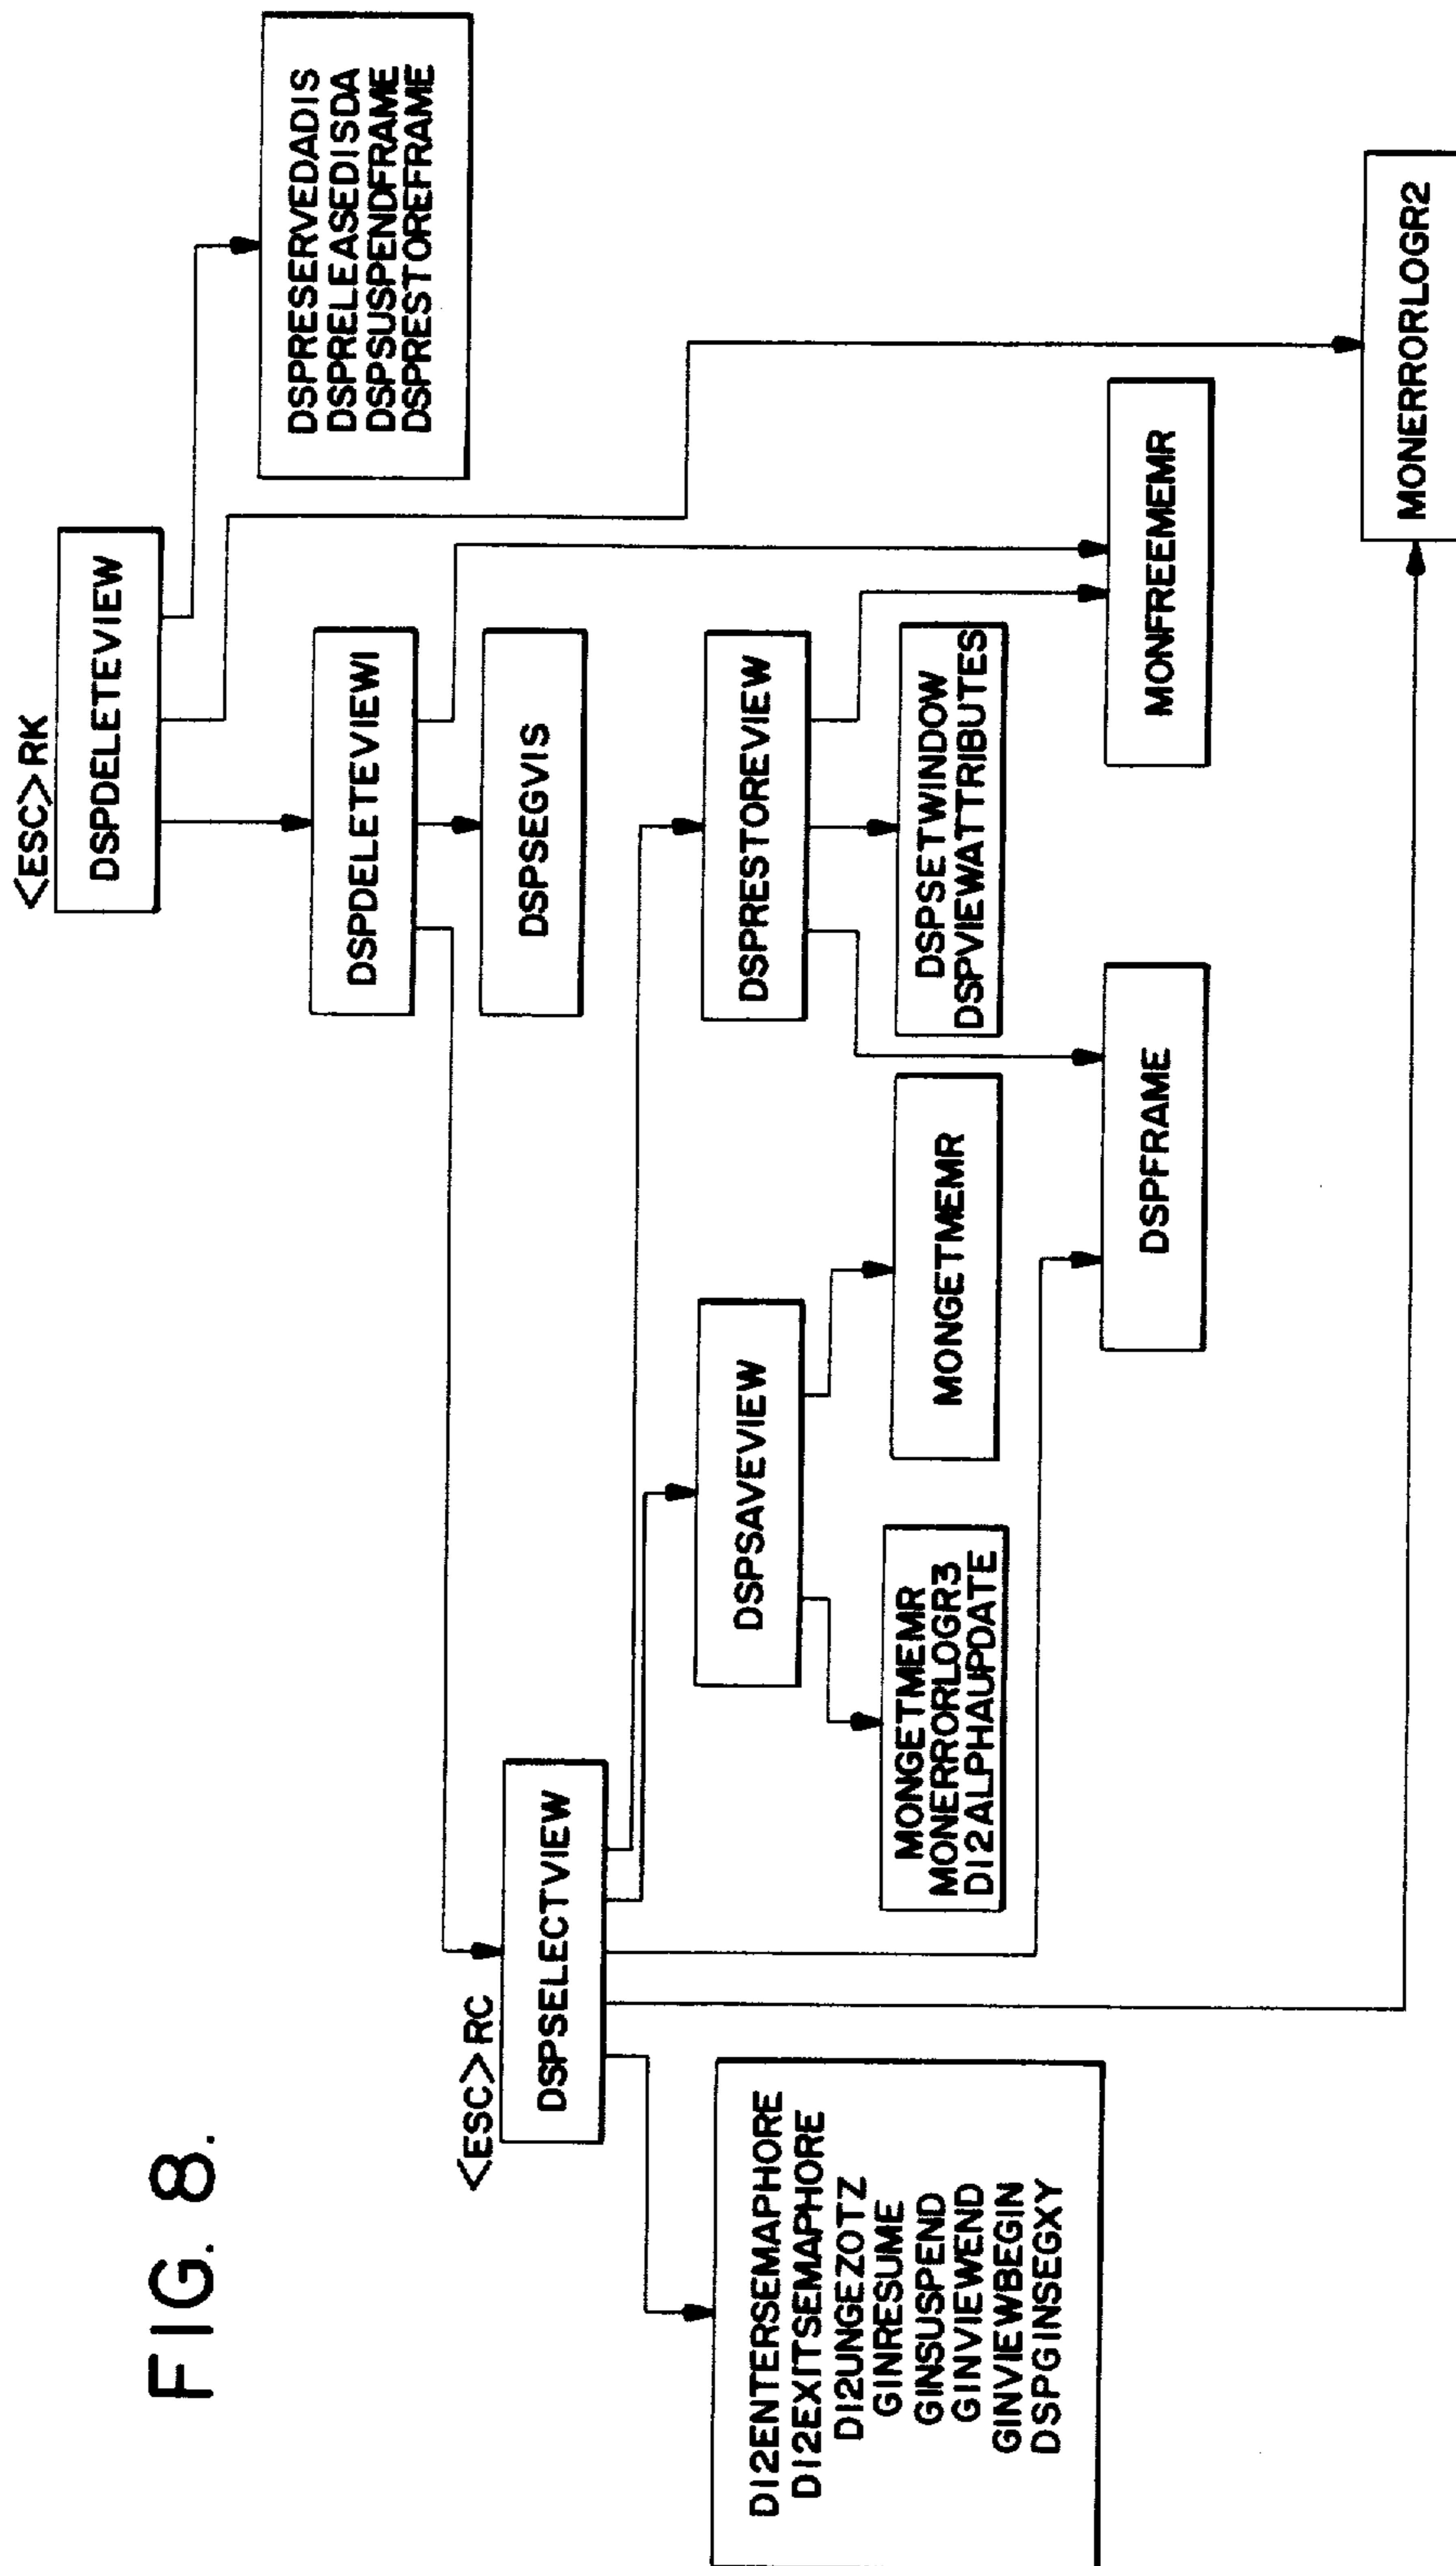 FIG. 8.
<ESC>RK
DSPDELETEVIEW
DSPRESERVEDADIS
DSPRELEASEDISDA
DSPSUSPENDFRAME
DSPRESTOREFRAME
DSPDELETEVIEW1
DSPSEGVIS
<ESC>RC
DSPSELECTVIEW
DSPSAVEVIEW
DSPRESTOREVIEW
DI2ENTERSEMAPHORE
DI2EXITSEMAPHORE
DI2UNGEZOTZ
GINRESUME
GINSUSPEND
GINVIEWEND
GINVIEWBEGIN
DSPGINSEGXY
MONGETMEMR
MONERRORLOGR3
DI2ALPHAUPDATE
MONGETMEMR
DSPSETWINDOW
DSPVIEWATTRIBUTES
DSPFRAME
MONFREEMEMR
MONERRORLOGR2